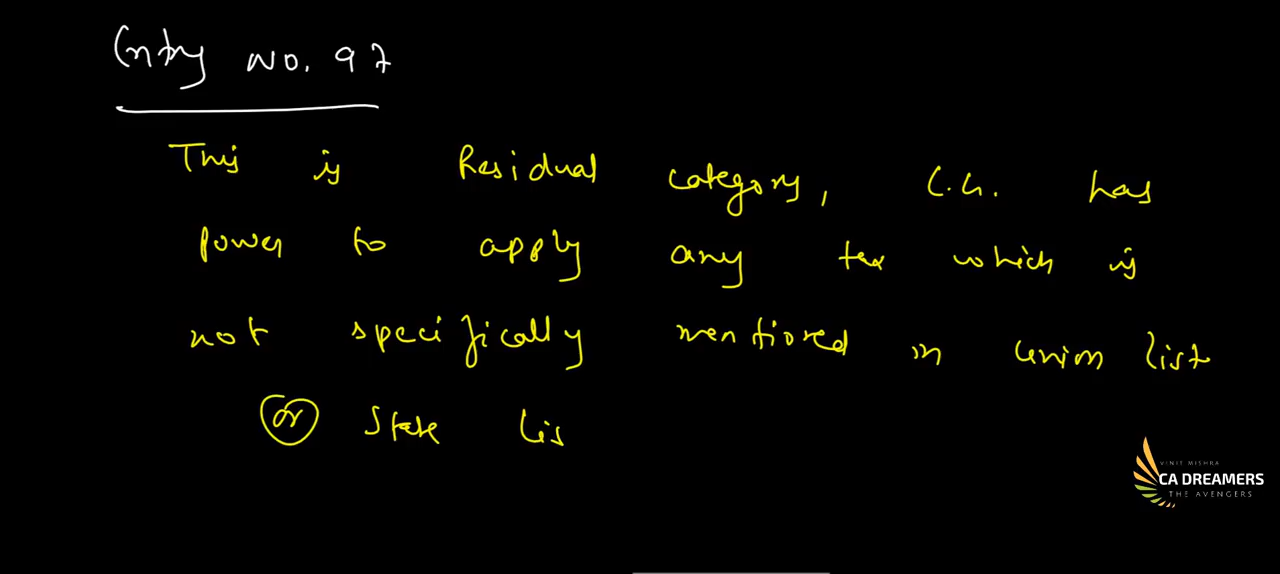 Entry No. 97
This is Residual category, C.G. has
power to apply any tax which is
not specifically mentioned in union list
or State Lis
VINIT MISHRA
CA DREAMERS
THE AVENGERS